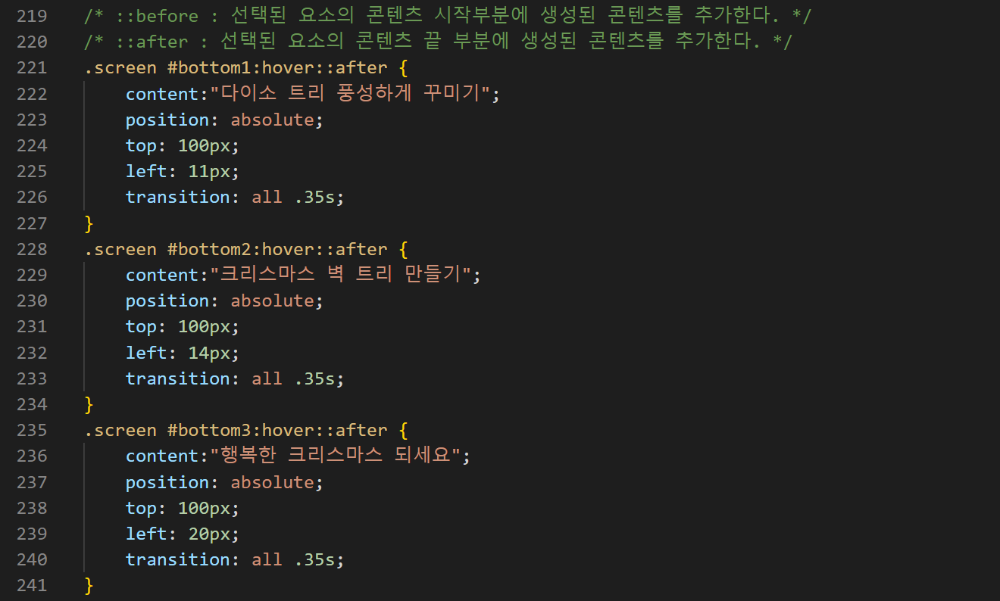 219 /* ::before : 선택된 요소의 콘텐츠 시작부분에 생성된 콘텐츠를 추가한다. */
220 /* ::after : 선택된 요소의 콘텐츠 끝 부분에 생성된 콘텐츠를 추가한다. */
221 .screen #bottom1:hover::after {
222     content:"다이소 트리 풍성하게 꾸미기";
223     position: absolute;
224     top: 100px;
225     left: 11px;
226     transition: all .35s;
227 }
228 .screen #bottom2:hover::after {
229     content:"크리스마스 벽 트리 만들기";
230     position: absolute;
231     top: 100px;
232     left: 14px;
233     transition: all .35s;
234 }
235 .screen #bottom3:hover::after {
236     content:"행복한 크리스마스 되세요";
237     position: absolute;
238     top: 100px;
239     left: 20px;
240     transition: all .35s;
241 }